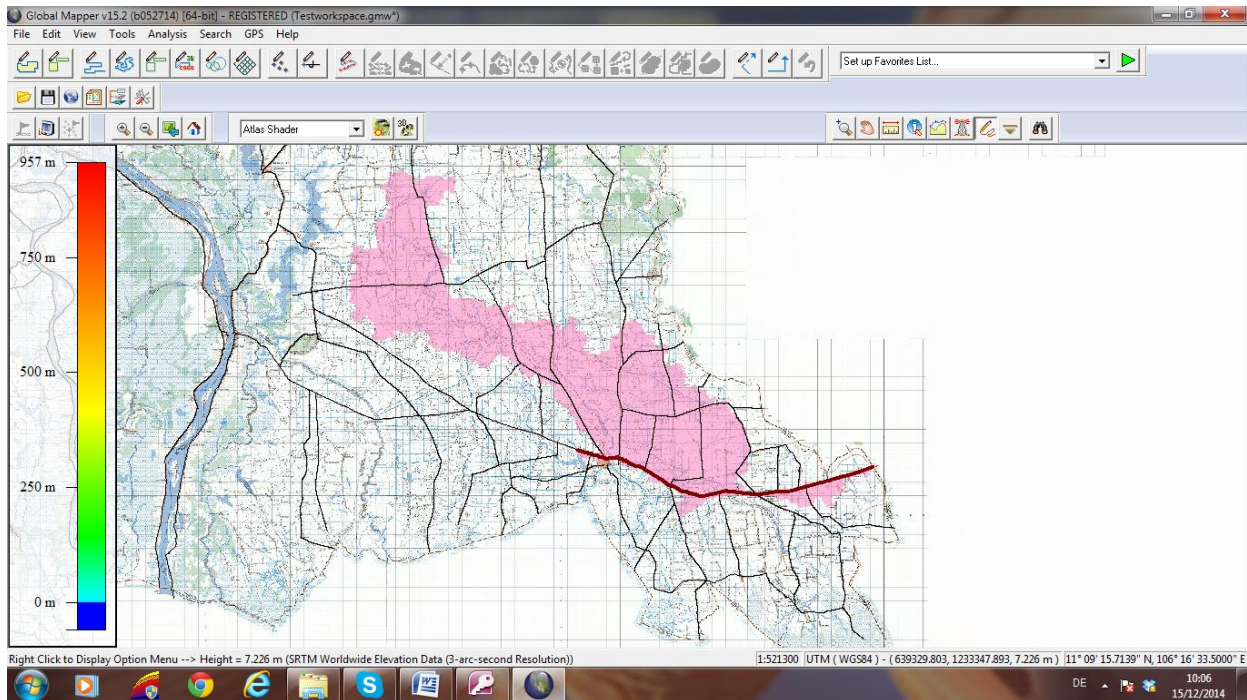 Global Mapper v15.2 (b052714) [64-bit] - REGISTERED (Testworkspace.gmw*)
File Edit View Tools Analysis Search GPS Help
Set up Favorites List...
Atlas Shader
3D
957 m
750 m
500 m
250 m
0 m
Right Click to Display Option Menu --> Height = 7.226 m (SRTM Worldwide Elevation Data (3-arc-second Resolution))
1:521300 UTM ( WGS84 ) - ( 639329.803, 1233347.893, 7.226 m ) 11° 09' 15.7139" N, 106° 16' 33.5000" E
DE
10:06
15/12/2014